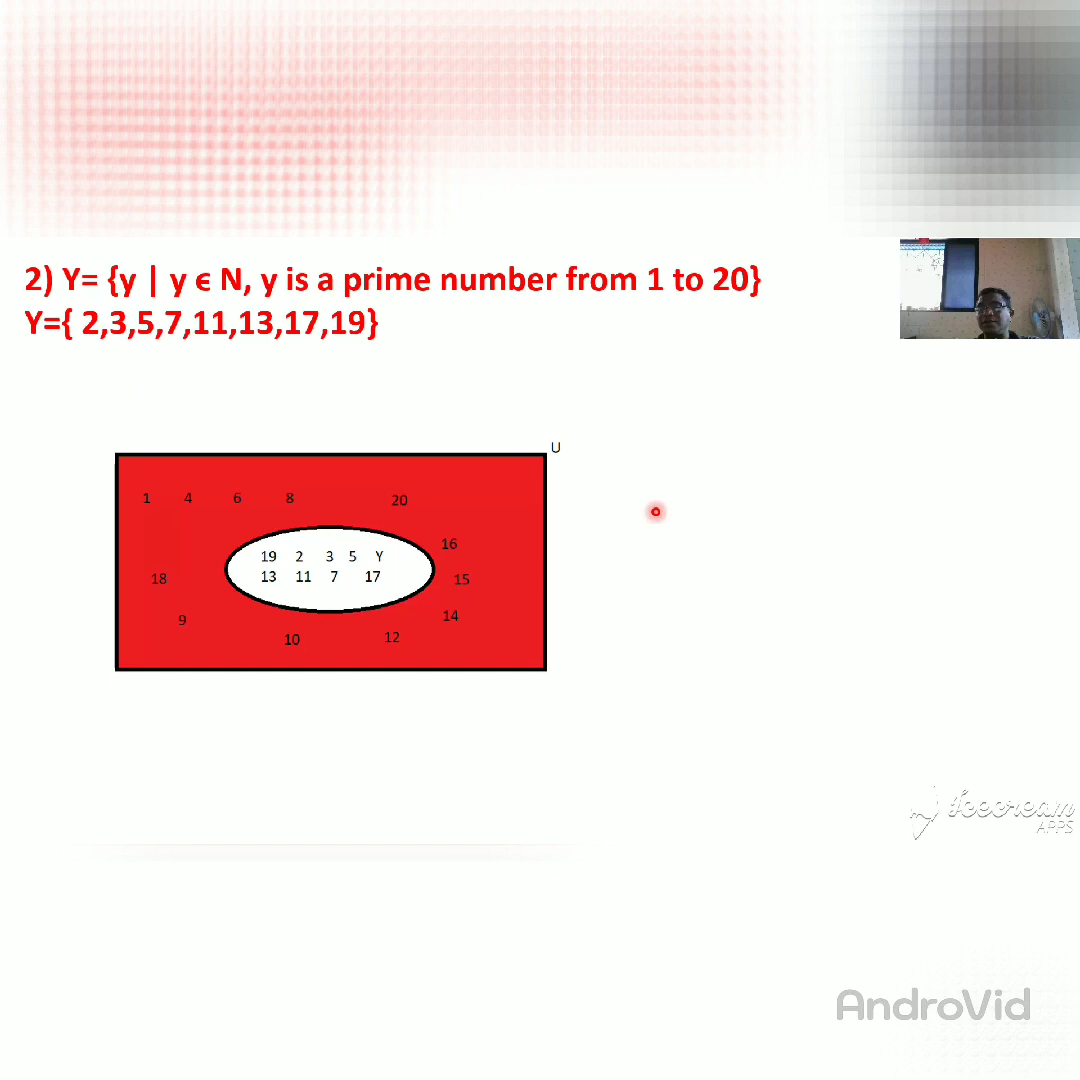 2) Y= {y | y ϵ N, y is a prime number from 1 to 20}
Y={ 2,3,5,7,11,13,17,19}
U
1 4 6 8 20
16
19 2 3 5 Y
13 11 7 17
18 15
9 14
10 12
Icecream
APPS
AndroVid